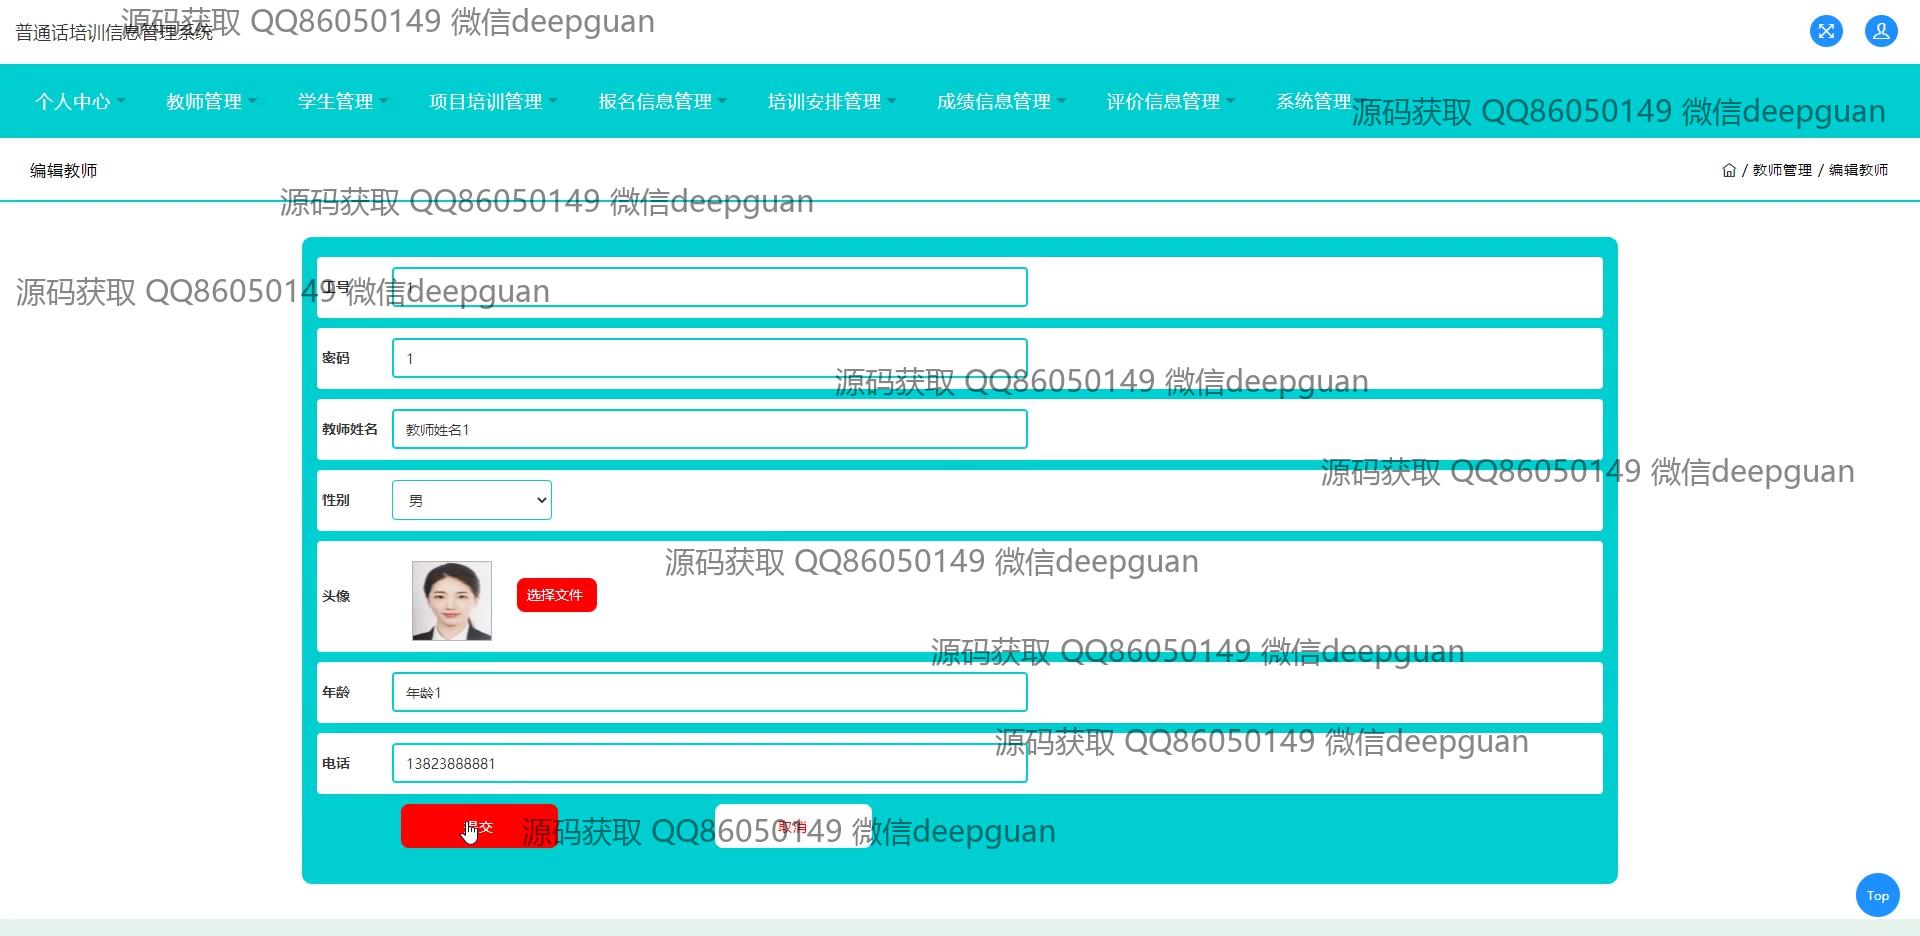 普通话培训信息管理系统
源码获取 QQ86050149 微信deepguan
个人中心 教师管理 学生管理 项目培训管理 报名信息管理 培训安排管理 成绩信息管理 评价信息管理 系统管理
源码获取 QQ86050149 微信deepguan
编辑教师
/ 教师管理 / 编辑教师
源码获取 QQ86050149 微信deepguan
工号 1
源码获取 QQ86050149 微信deepguan
密码 1
源码获取 QQ86050149 微信deepguan
教师姓名 教师姓名1
源码获取 QQ86050149 微信deepguan
性别 男
源码获取 QQ86050149 微信deepguan
头像 选择文件
源码获取 QQ86050149 微信deepguan
年龄 年龄1
源码获取 QQ86050149 微信deepguan
电话 13823888881
提交 取消
源码获取 QQ86050149 微信deepguan
Top